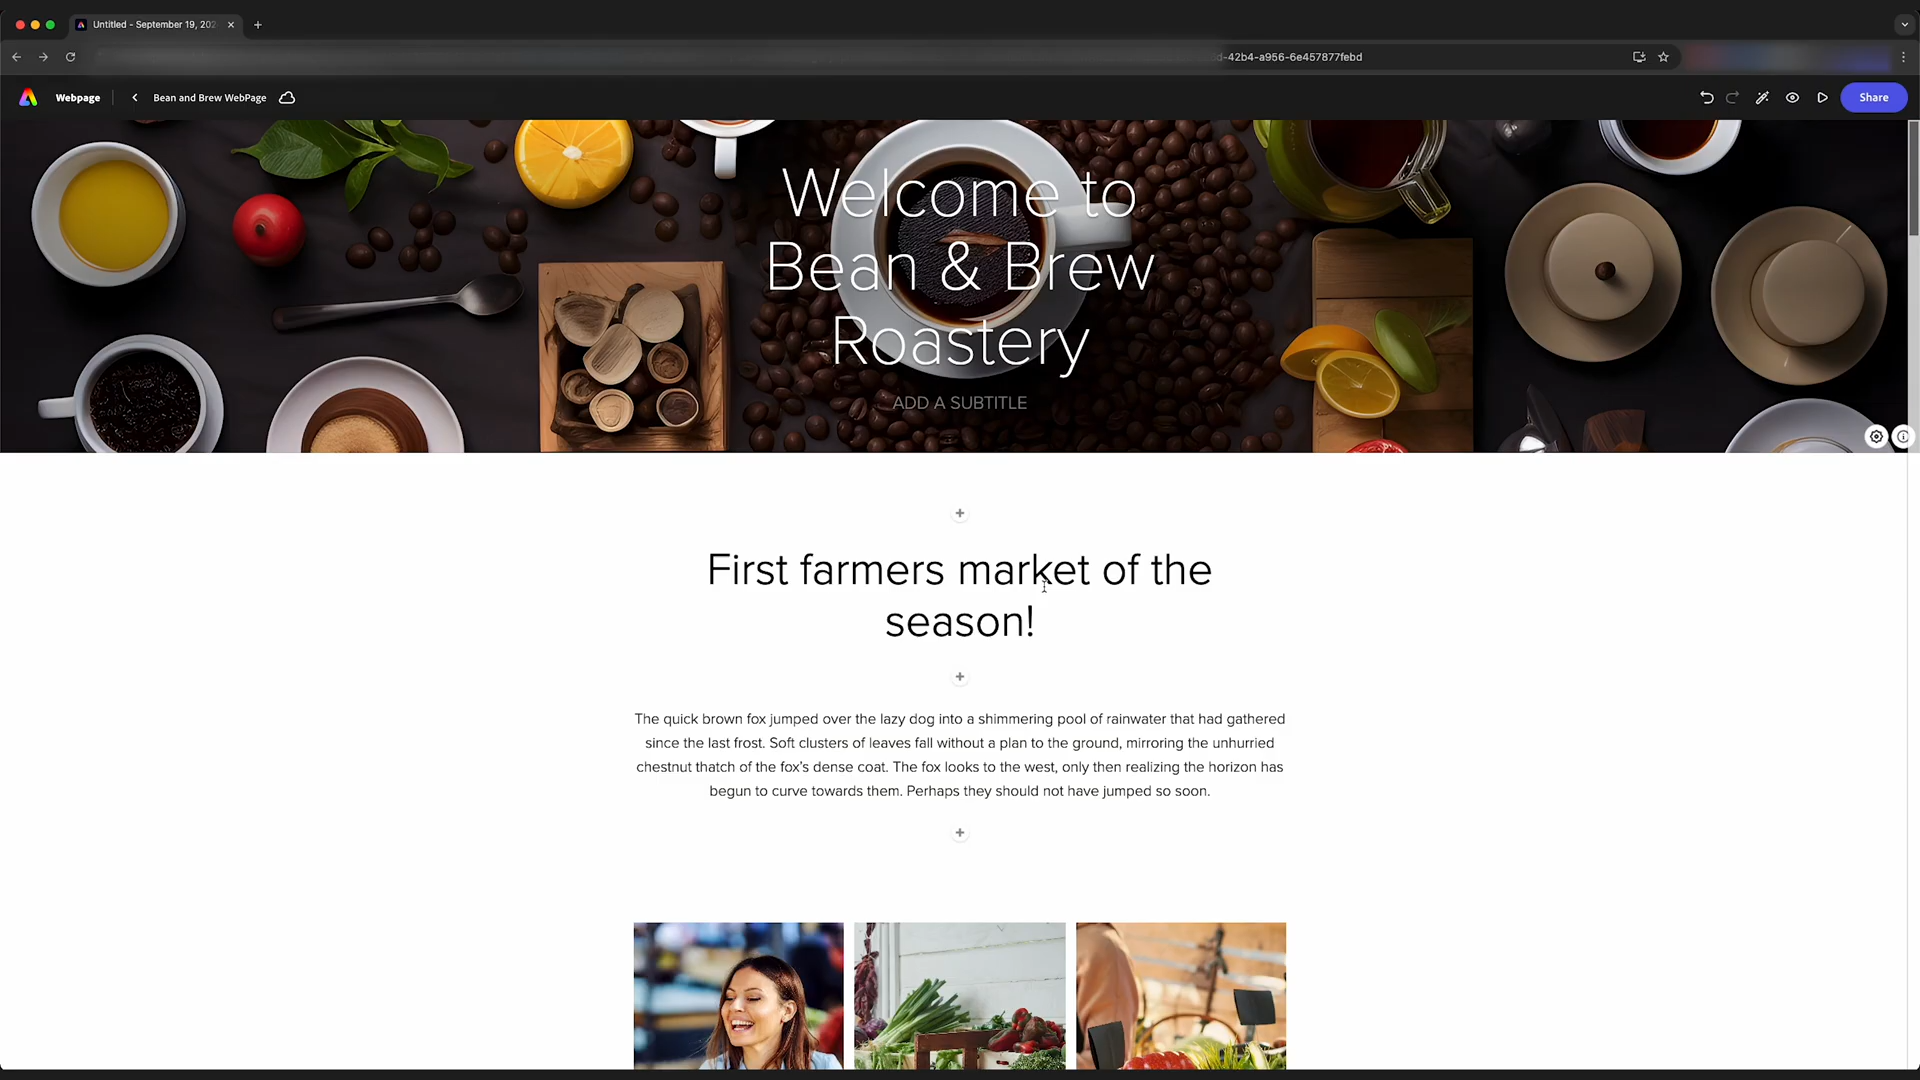 Untitled - September 19, 202
d-42b4-a956-6e457877febd
Webpage
Bean and Brew WebPage
Share
Welcome to
Bean & Brew
Roastery
ADD A SUBTITLE
First farmers market of the
season!
The quick brown fox jumped over the lazy dog into a shimmering pool of rainwater that had gathered
since the last frost. Soft clusters of leaves fall without a plan to the ground, mirroring the unhurried
chestnut thatch of the fox’s dense coat. The fox looks to the west, only then realizing the horizon has
begun to curve towards them. Perhaps they should not have jumped so soon.